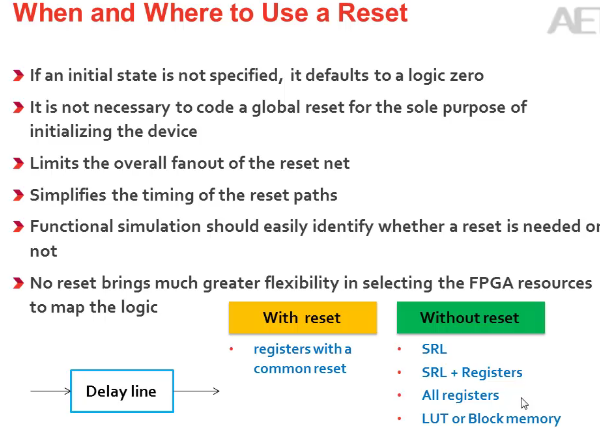 When and Where to Use a Reset
If an initial state is not specified, it defaults to a logic zero
It is not necessary to code a global reset for the sole purpose of
initializing the device
Limits the overall fanout of the reset net
Simplifies the timing of the reset paths
Functional simulation should easily identify whether a reset is needed or
not
No reset brings much greater flexibility in selecting the FPGA resources
to map the logic
With reset
Without reset
• registers with a
common reset
• SRL
• SRL + Registers
• All registers
• LUT or Block memory
Delay line